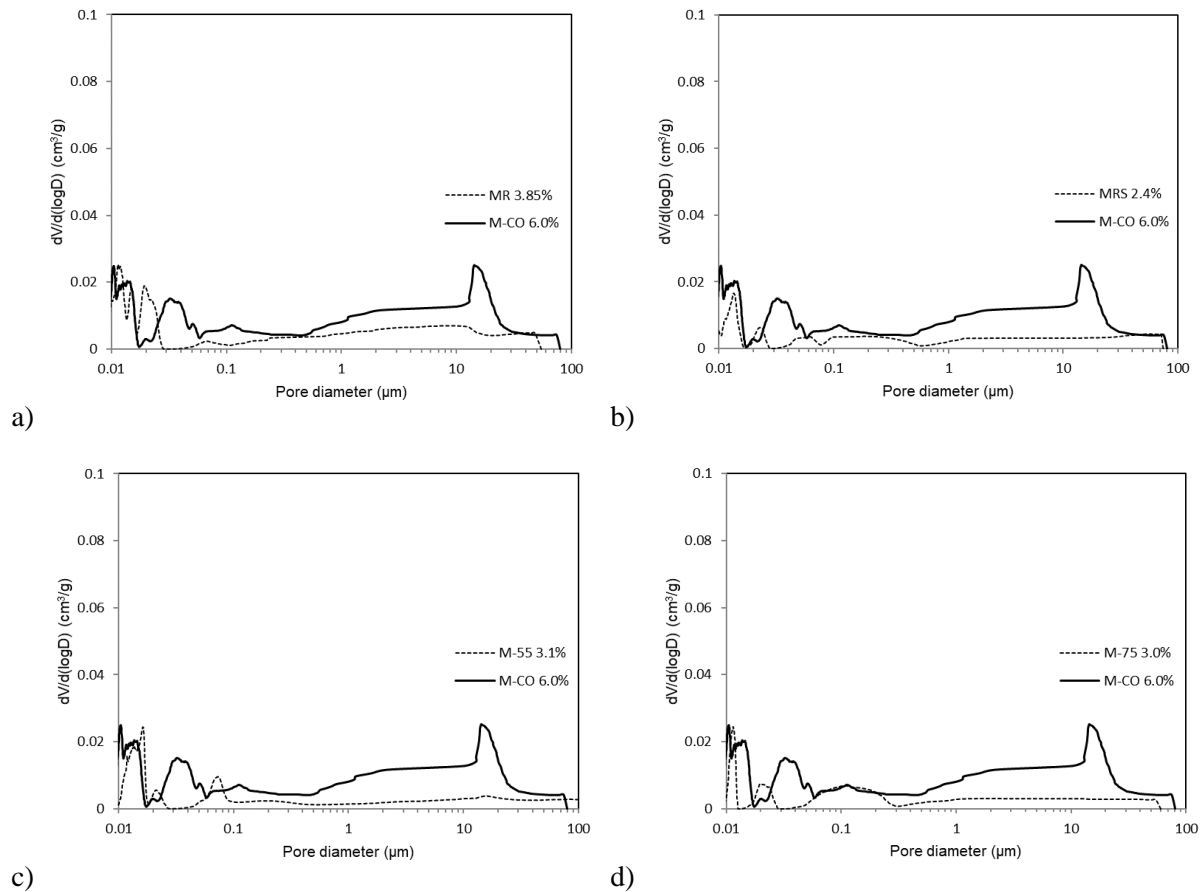 0.1
0.08
0.06
0.04
0.02
0
dV/d(logD) (cm³/g)
MR 3.85%
M-CO 6.0%
0.01 0.1 1 10 100
Pore diameter (µm)
a)
0.1
0.08
0.06
0.04
0.02
0
dV/d(logD) (cm³/g)
MRS 2.4%
M-CO 6.0%
0.01 0.1 1 10 100
Pore diameter (µm)
b)
0.1
0.08
0.06
0.04
0.02
0
dV/d(logD) (cm³/g)
M-55 3.1%
M-CO 6.0%
0.01 0.1 1 10 100
Pore diameter (µm)
c)
0.1
0.08
0.06
0.04
0.02
0
dV/d(logD) (cm³/g)
M-75 3.0%
M-CO 6.0%
0.01 0.1 1 10 100
Pore diameter (µm)
d)